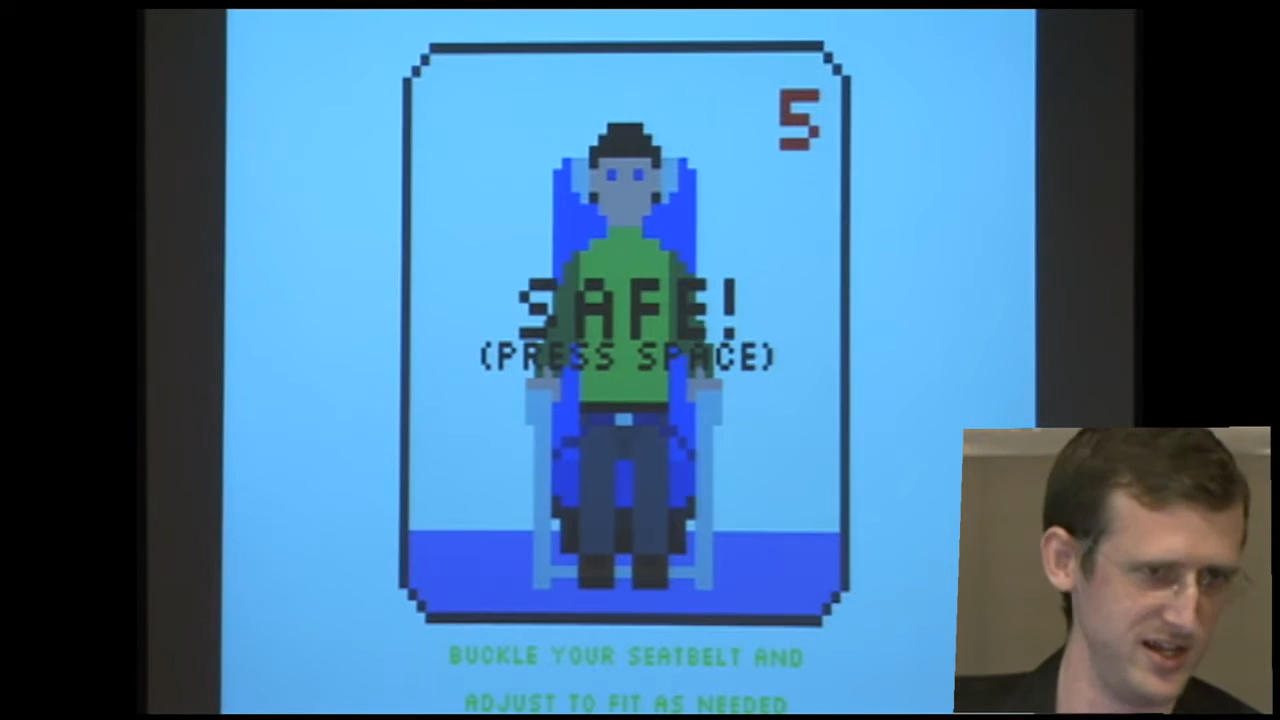 5
SAFE!
(PRESS SPACE)
BUCKLE YOUR SEATBELT AND
ADJUST TO FIT AS NEEDED